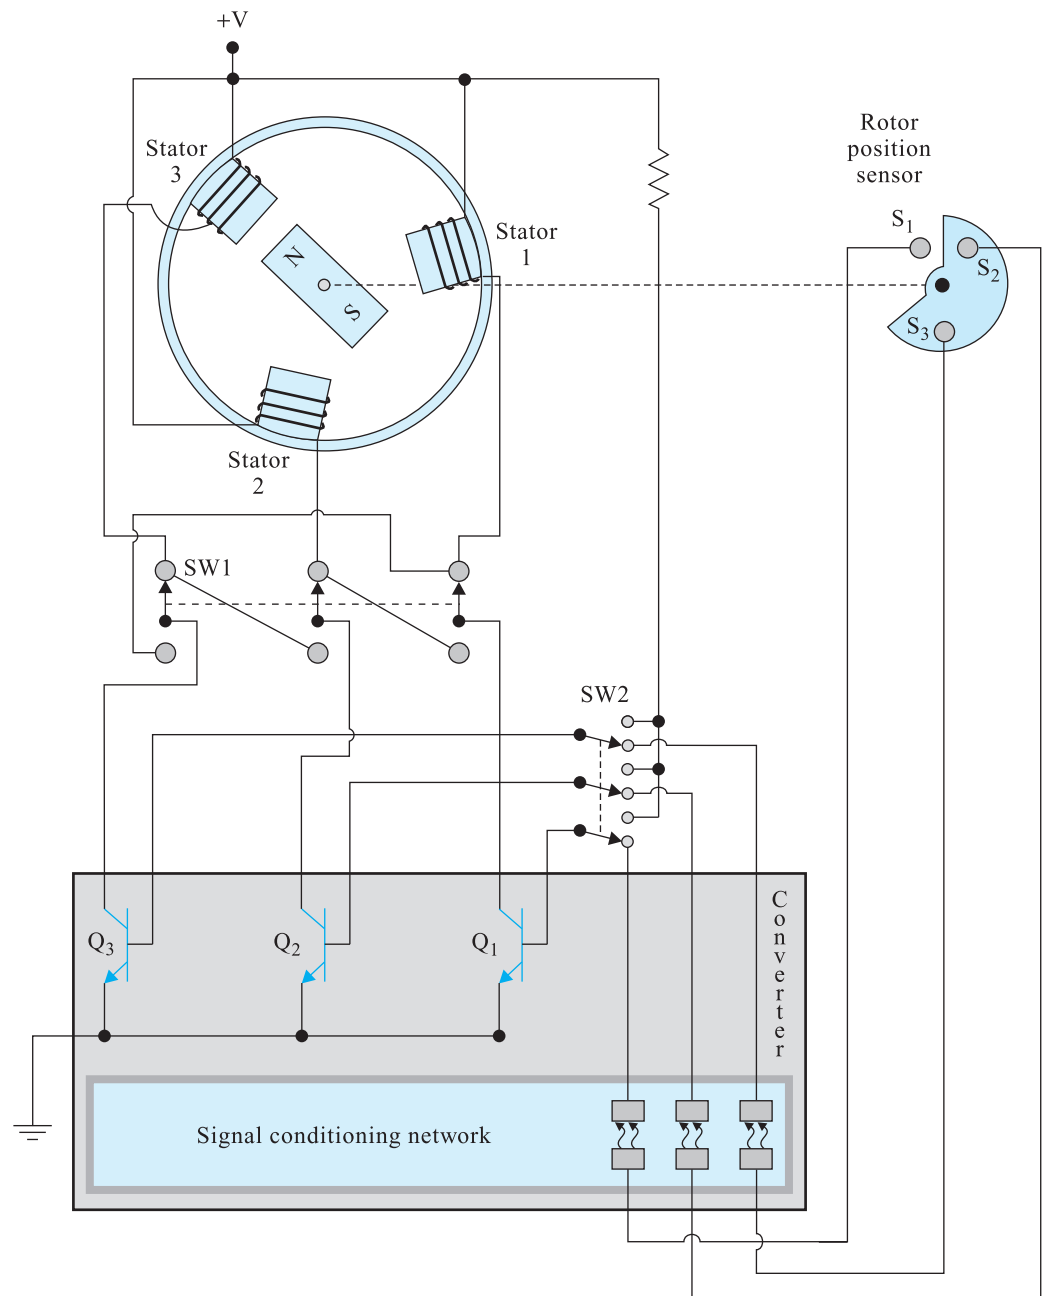 +V
Stator
3
Rotor
position
sensor
S1
Stator
1
N
S
S2
S3
Stator
2
SW1
SW2
Converter
Q3
Q2
Q1
Signal conditioning network